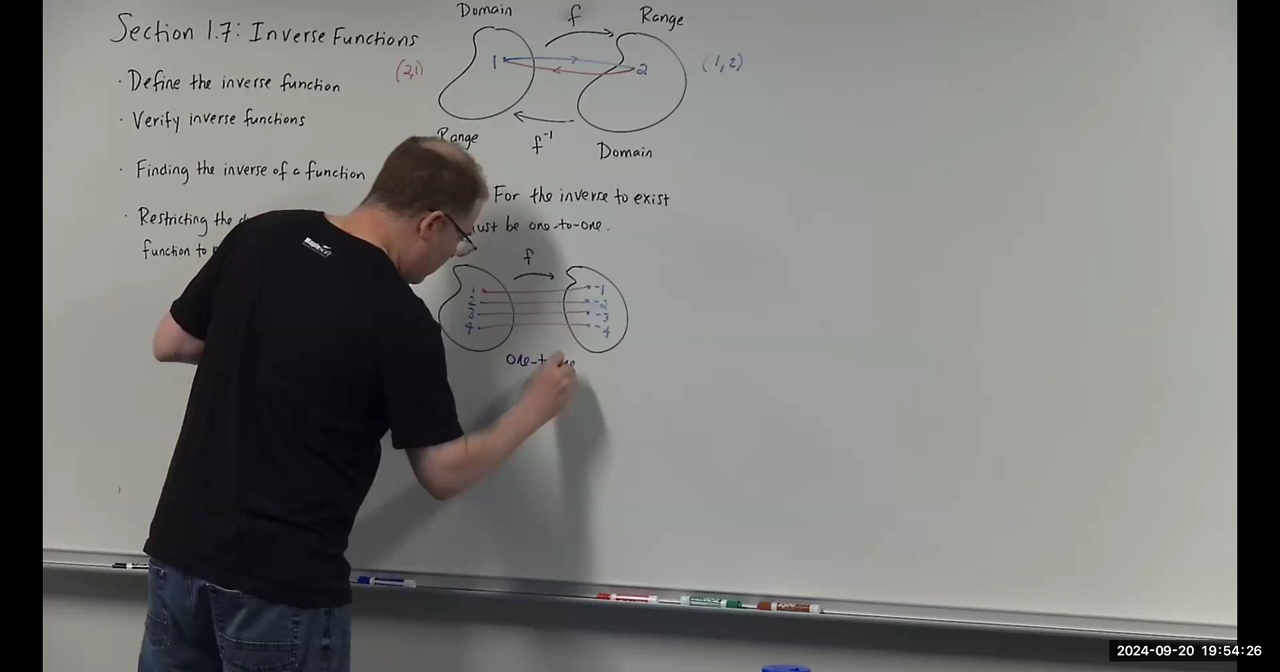 Section 1.7: Inverse Functions
· Define the inverse function
· Verify inverse functions
· Finding the inverse of a function
· Restricting the
function to
Domain
f
Range
(2,1)
1
2
(1,2)
Range
f⁻¹
Domain
For the inverse to exist
must be one-to-one.
f
1
2
3
4
-1
-2
-3
-4
one-t
2024-09-20 19:54:26